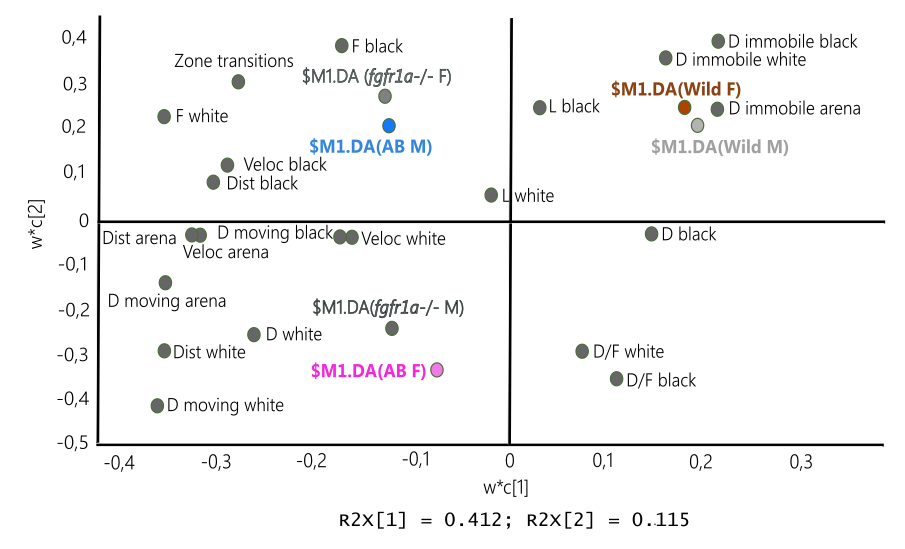 0,4
F black
D immobile black
Zone transitions
D immobile white
0,3
$M1.DA (fgfr1a-/- F)
$M1.DA(Wild F)
F white
L black
D immobile arena
0,2
$M1.DA(AB M)
$M1.DA(Wild M)
0,1
Veloc black
Dist black
L white
w*c[2]
0
Dist arena
D moving black
Veloc white
D black
Veloc arena
-0,1
D moving arena
-0,2
$M1.DA(fgfr1a-/- M)
D white
-0,3
Dist white
D/F white
$M1.DA(AB F)
D/F black
-0,4
D moving white
-0,5
-0,4 -0,3 -0,2 -0,1 0 0,1 0,2 0,3
w*c[1]
R2X[1] = 0.412; R2X[2] = 0.115